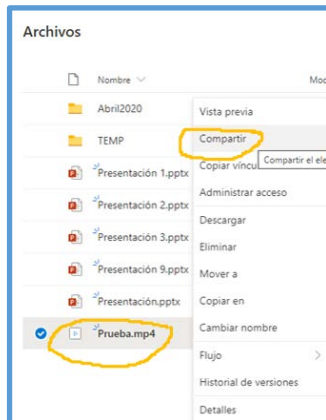 Archivos
Nombre
Mod
Abril2020
TEMP
Presentación 1.pptx
Presentación 2.pptx
Presentación 3.pptx
Presentación 9.pptx
Presentación.pptx
Prueba.mp4
Vista previa
Compartir
Copiar víncu
Compartir el ele
Administrar acceso
Descargar
Eliminar
Mover a
Copiar en
Cambiar nombre
Flujo
Historial de versiones
Detalles